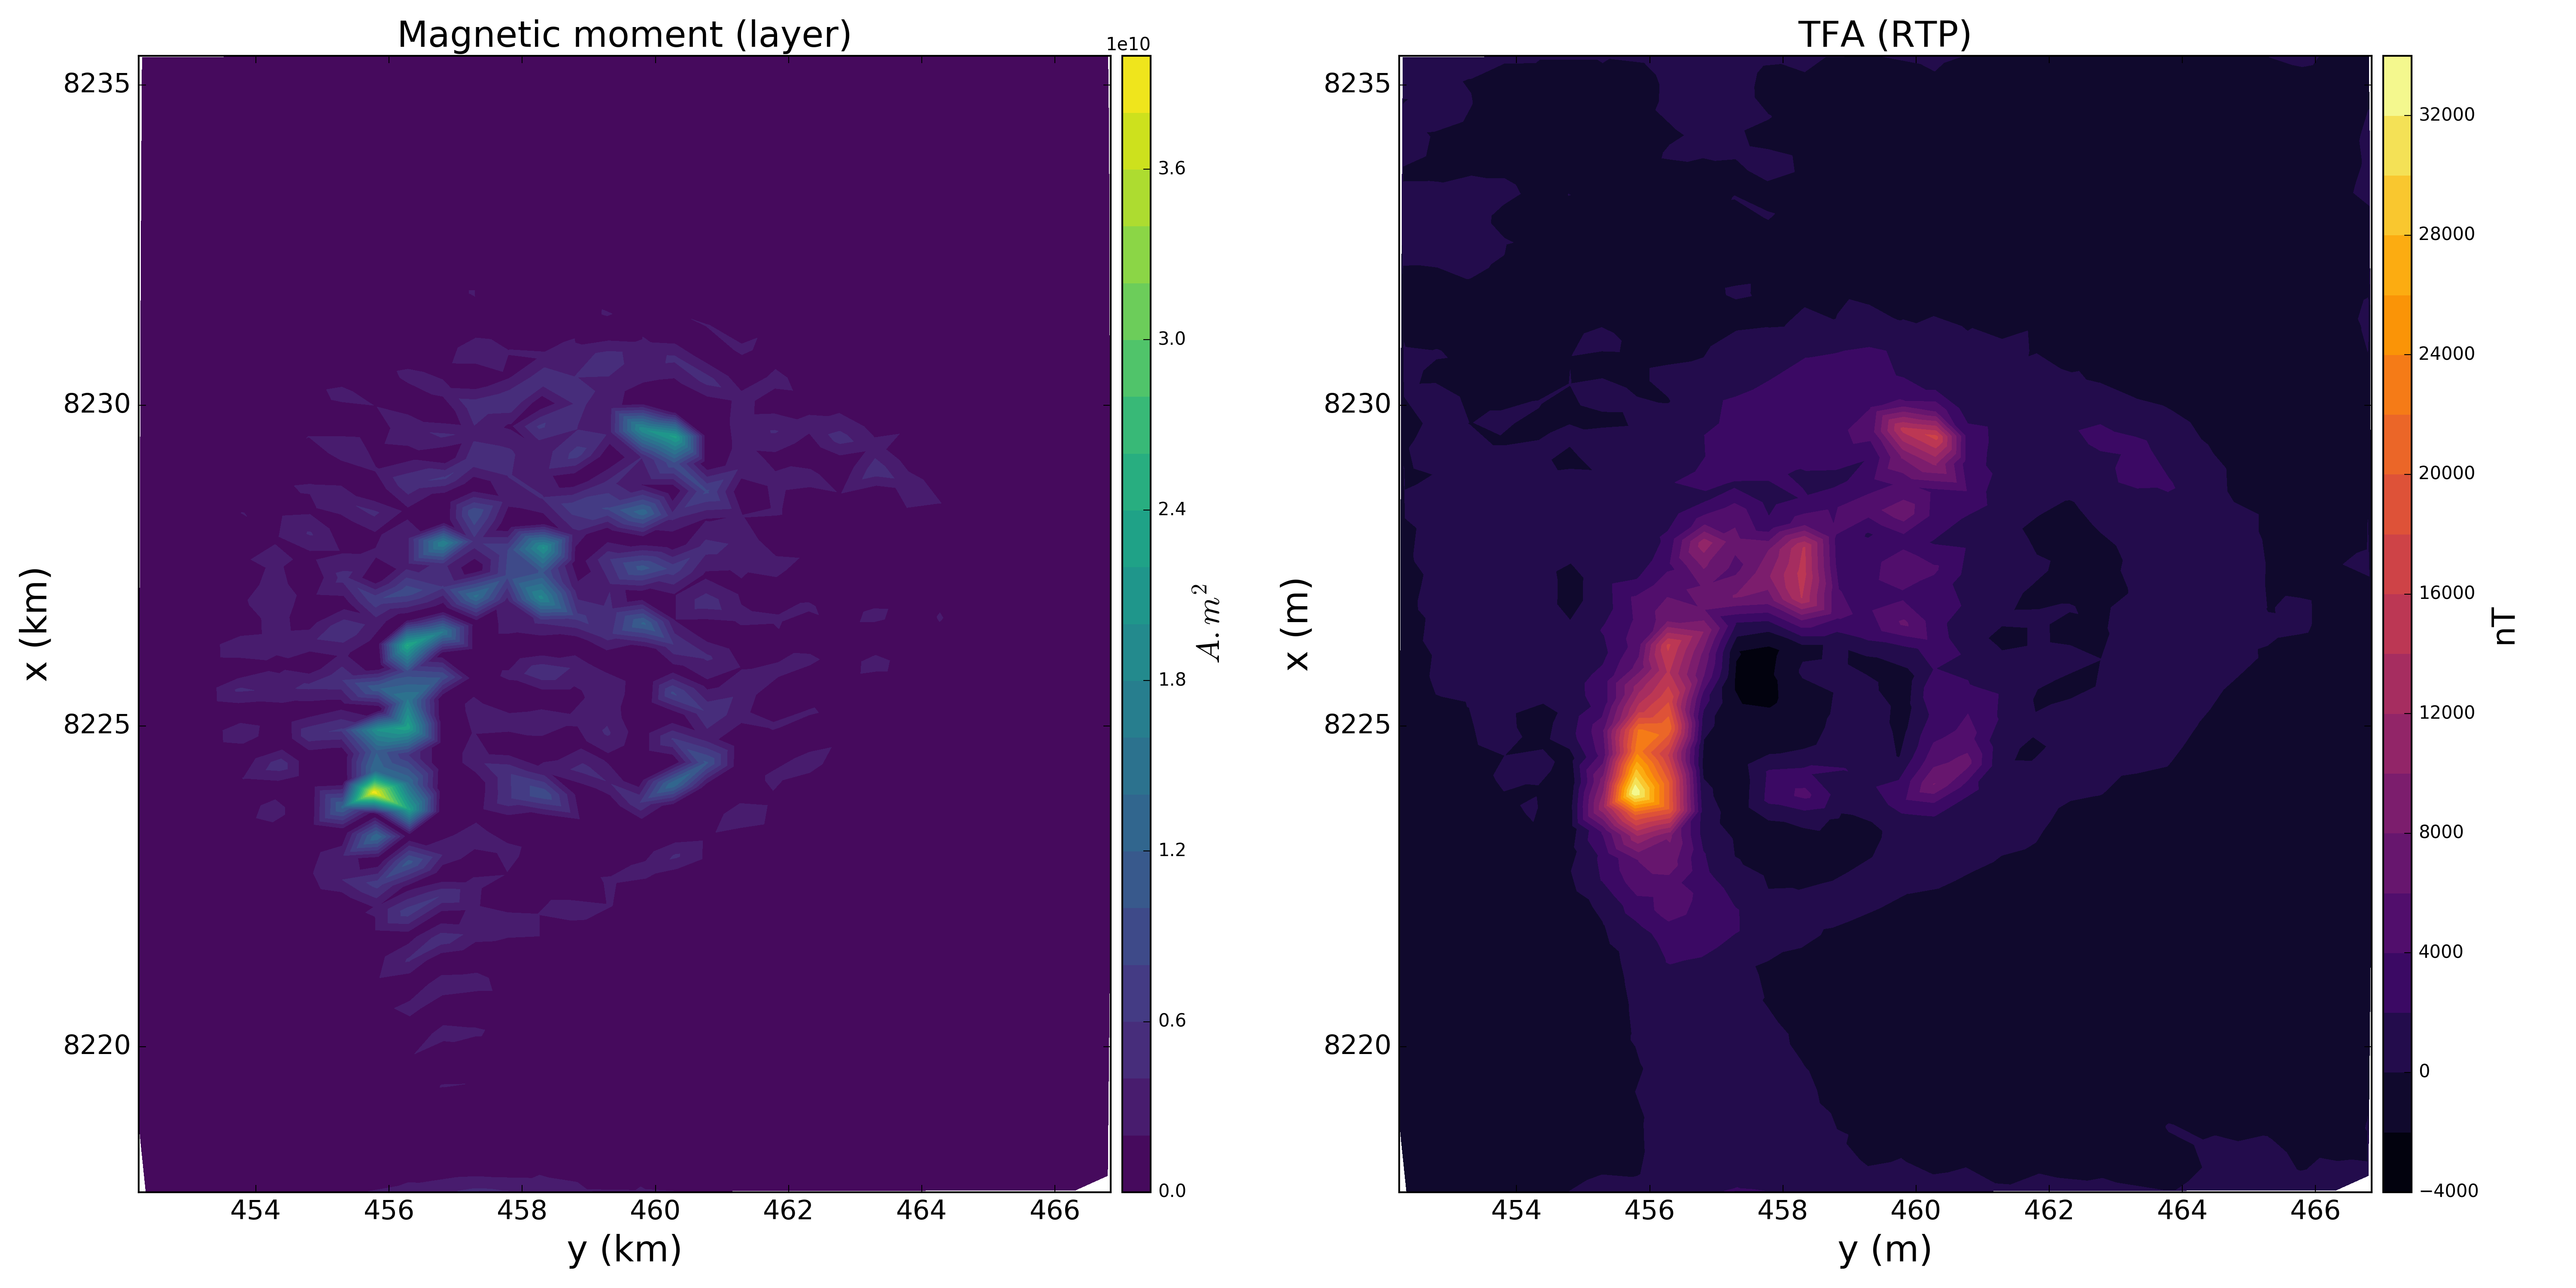 Magnetic moment (layer)
1e10
8235
8230
8225
8220
x (km)
454 456 458 460 462 464 466
y (km)
3.6
3.0
2.4
1.8
1.2
0.6
0.0
A.m²
TFA (RTP)
8235
8230
8225
8220
x (m)
454 456 458 460 462 464 466
y (m)
32000
28000
24000
20000
16000
12000
8000
4000
0
−4000
nT